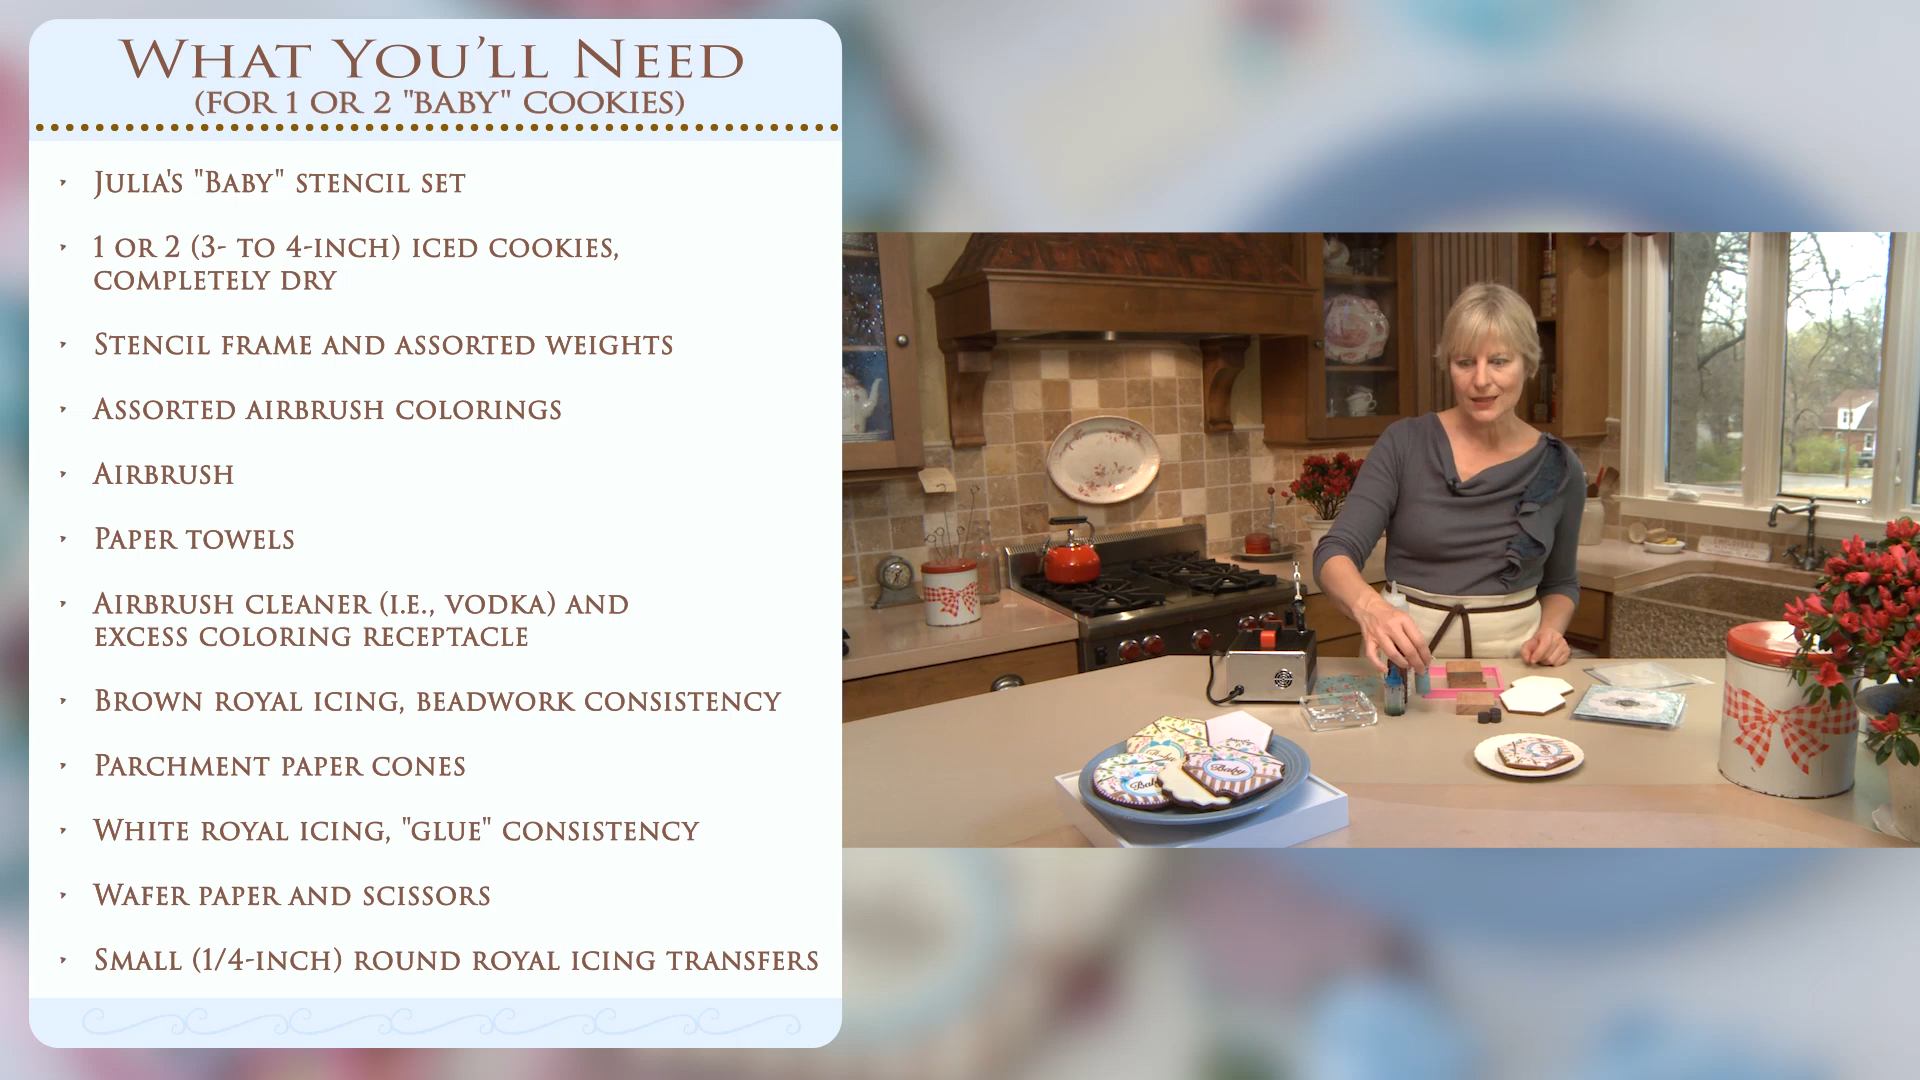 What You'll Need
(for 1 or 2 "Baby" cookies)
Julia's "Baby" stencil set
1 or 2 (3- to 4-inch) iced cookies,
completely dry
Stencil frame and assorted weights
Assorted airbrush colorings
Airbrush
Paper towels
Airbrush cleaner (i.e., vodka) and
excess coloring receptacle
Brown royal icing, beadwork consistency
Parchment paper cones
White royal icing, "glue" consistency
Wafer paper and scissors
Small (1/4-inch) round royal icing transfers
Baby